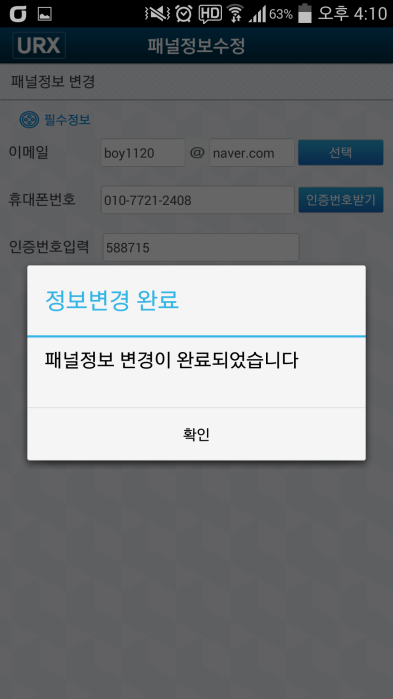 HD 63% 오후 4:10
URX 패널정보수정
패널정보 변경
필수정보
이메일 boy1120 @ naver.com 선택
휴대폰번호 010-7721-2408 인증번호받기
인증번호입력 588715
정보변경 완료
패널정보 변경이 완료되었습니다
확인